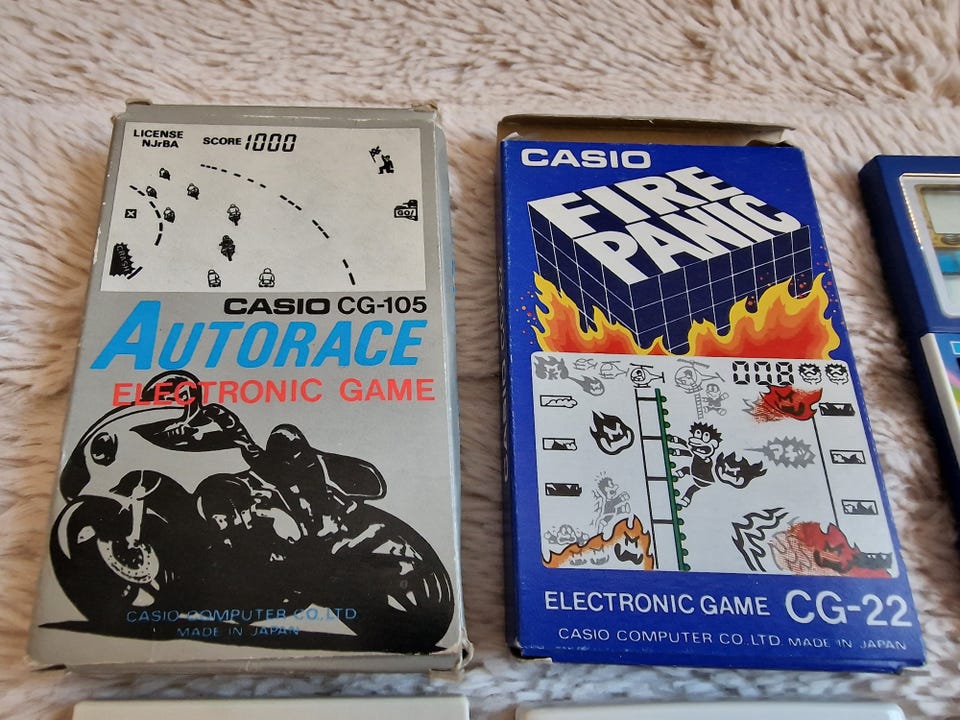 LICENSE
NJrBA
SCORE 1000
GO!
CASIO CG-105
AUTORACE
ELECTRONIC GAME
CASIO COMPUTER CO.,LTD
MADE IN JAPAN
CASIO
FIRE
PANIC
008
ELECTRONIC GAME CG-22
CASIO COMPUTER CO.LTD. MADE IN JAPAN